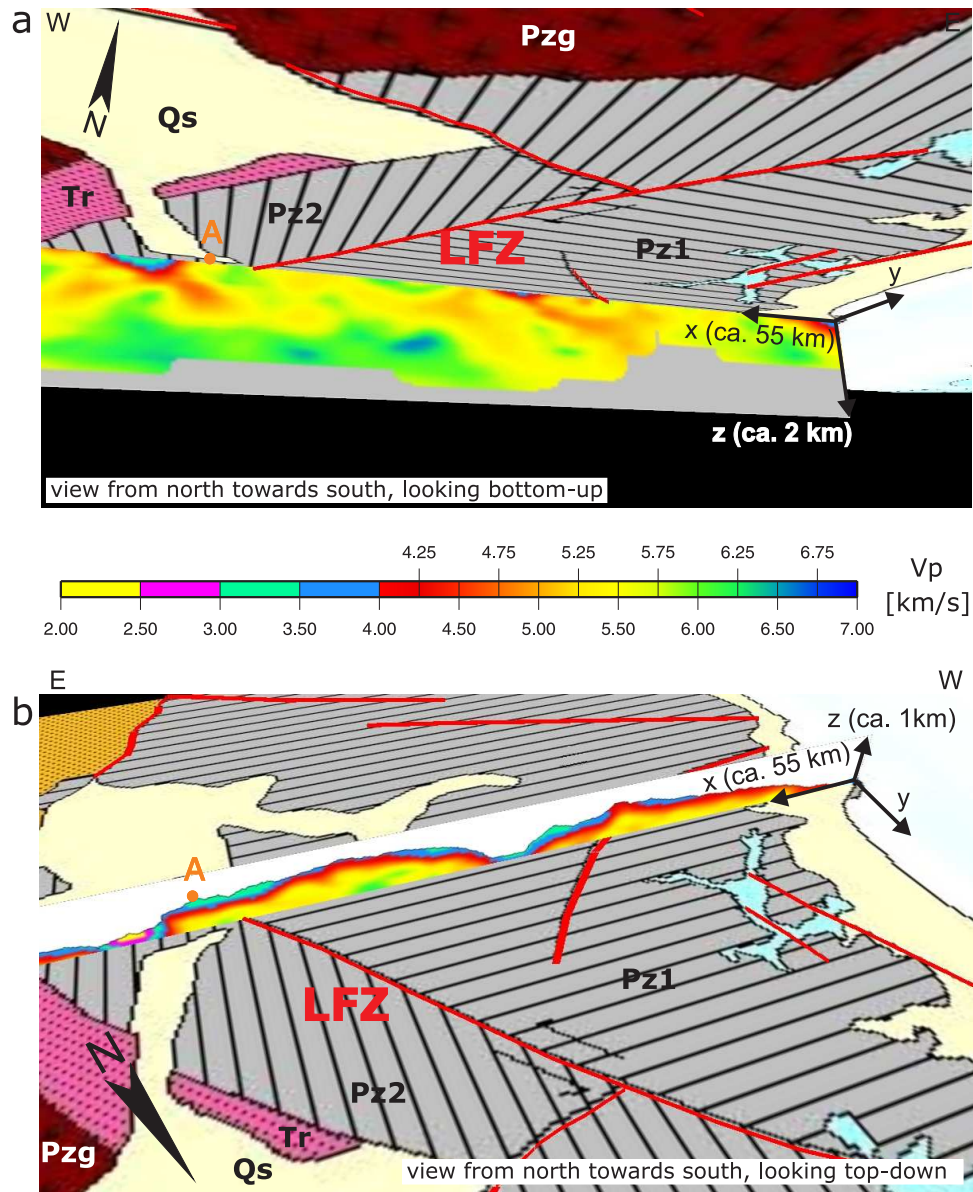 a
W
E
Pzg
N
Qs
Tr
Pz2
A
LFZ
Pz1
y
x (ca. 55 km)
z (ca. 2 km)
view from north towards south, looking bottom-up
4.25 4.75 5.25 5.75 6.25 6.75
Vp
[km/s]
2.00 2.50 3.00 3.50 4.00 4.50 5.00 5.50 6.00 6.50 7.00
E
W
b
z (ca. 1km)
x (ca. 55 km)
y
A
Pz1
LFZ
N
Pz2
Tr
Pzg
Qs
view from north towards south, looking top-down